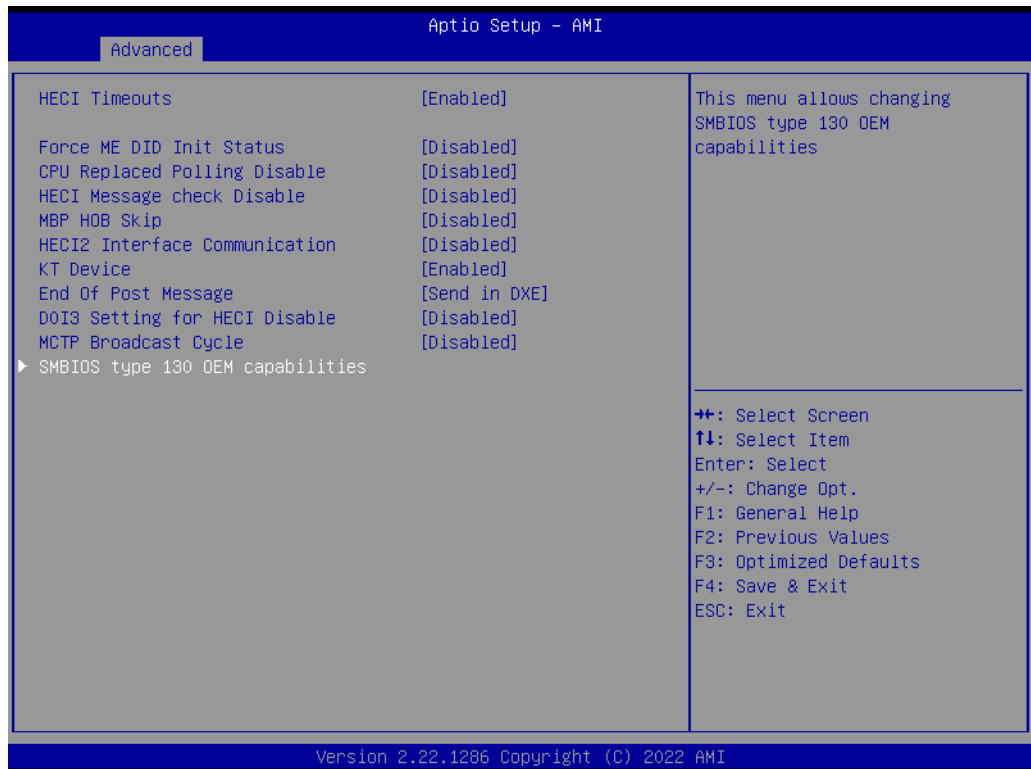 Aptio Setup - AMI
Advanced
HECI Timeouts [Enabled]
Force ME DID Init Status [Disabled]
CPU Replaced Polling Disable [Disabled]
HECI Message check Disable [Disabled]
MBP HOB Skip [Disabled]
HECI2 Interface Communication [Disabled]
KT Device [Enabled]
End Of Post Message [Send in DXE]
D0I3 Setting for HECI Disable [Disabled]
MCTP Broadcast Cycle [Disabled]
SMBIOS type 130 OEM capabilities
This menu allows changing
SMBIOS type 130 OEM
capabilities
→←: Select Screen
↑↓: Select Item
Enter: Select
+/-: Change Opt.
F1: General Help
F2: Previous Values
F3: Optimized Defaults
F4: Save & Exit
ESC: Exit
Version 2.22.1286 Copyright (C) 2022 AMI